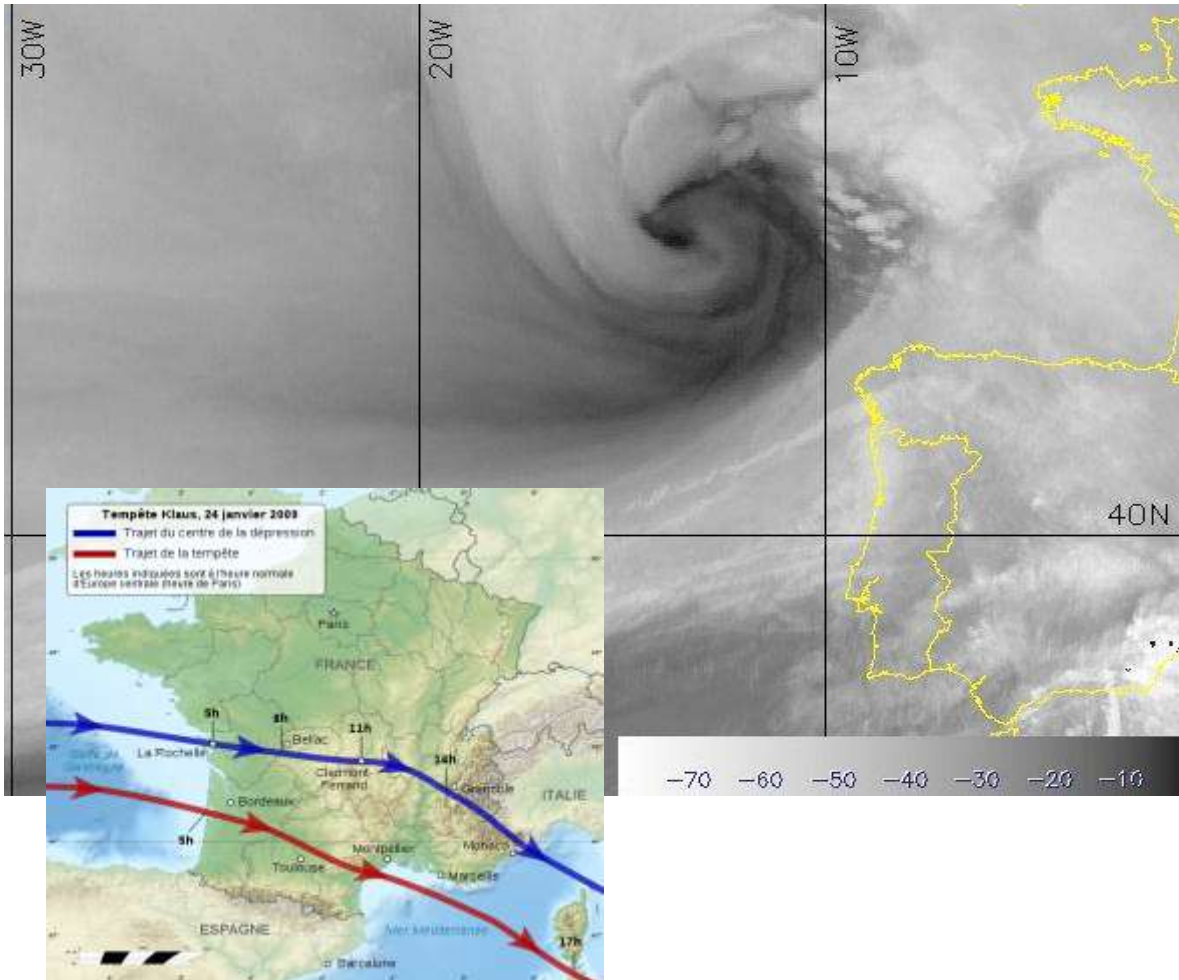 30W
20W
10W
40N
Tempête Klaus, 24 janvier 2009
Trajet du centre de la dépression
Trajet de la tempête
Les heures indiquées sont à l'heure normale
d'Europe centrale (heure de Paris)
Paris
FRANCE
5h
8h
11h
Bellac
La Rochelle
14h
Clermont-
Ferrand
Grenoble
ITALIE
Bordeaux
5h
Montpellier
Monaco
Toulouse
Marseille
ESPAGNE
Mer Méditerranée
17h
Barcelone
-70 -60 -50 -40 -30 -20 -10